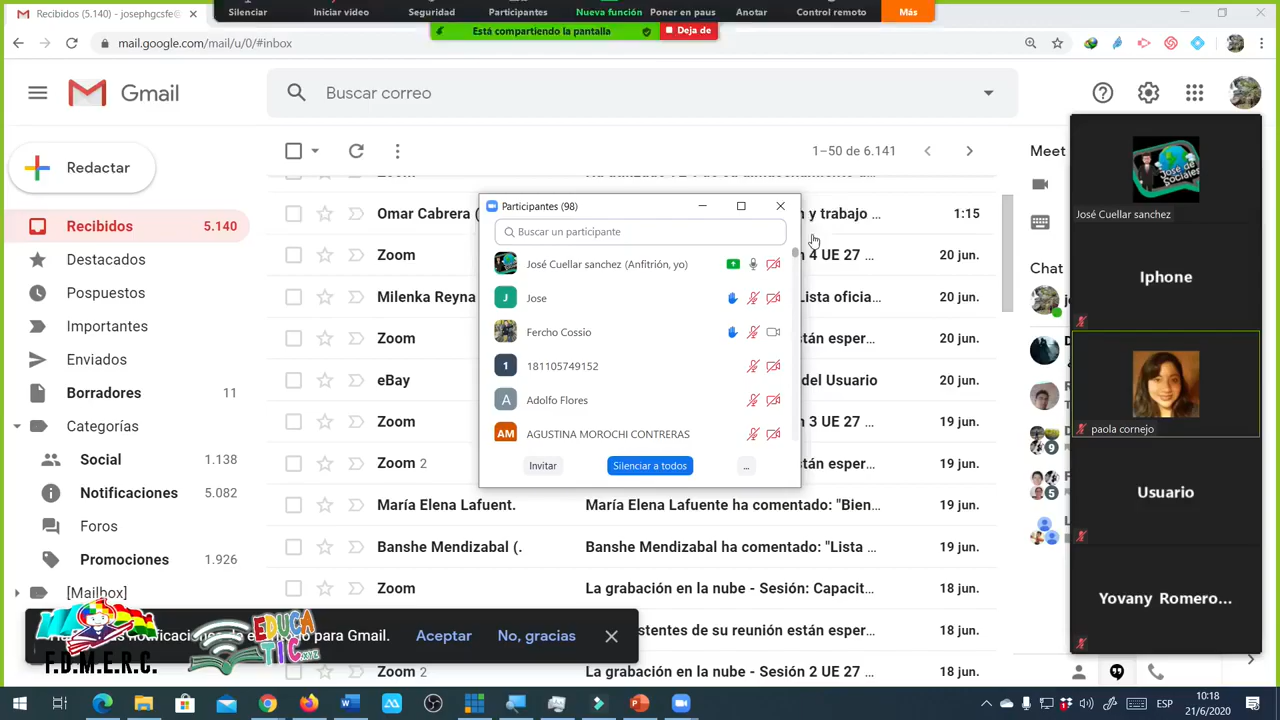 Recibidos (5.140) - josephgcsfe@
Silenciar
Iniciar video
Seguridad
Participantes
Nueva función
Poner en paus
Anotar
Control remoto
Más
Está compartiendo la pantalla
Deja de
mail.google.com/mail/u/0/#inbox
Gmail
Buscar correo
Redactar
1–50 de 6.141
Meet
Recibidos 5.140
Destacados
Pospuestos
Importantes
Enviados
Borradores 11
Categorías
Social 1.138
Notificaciones 5.082
Foros
Promociones 1.926
[Mailbox]
Omar Cabrera ( n y trabajo ... 1:15
Zoom 4 UE 27 ... 20 jun.
Milenka Reyna Lista oficia... 20 jun.
Zoom stán esper... 20 jun.
eBay del Usuario 20 jun.
Zoom 3 UE 27 ... 19 jun.
Zoom 2 stán esper... 19 jun.
María Elena Lafuent. María Elena Lafuente ha comentado: "Bien... 19 jun.
Banshe Mendizabal (. Banshe Mendizabal ha comentado: "Lista ... 19 jun.
Zoom La grabación en la nube - Sesión: Capacit... 18 jun.
istentes de su reunión están esper... 18 jun.
Zoom 2 La grabación en la nube - Sesión 2 UE 27 ... 18 jun.
Participantes (98)
Buscar un participante
José Cuellar sanchez (Anfitrión, yo)
J Jose
Fercho Cossio
1 181105749152
A Adolfo Flores
AM AGUSTINA MOROCHI CONTRERAS
Invitar
Silenciar a todos
...
Chat
9
5
José de Sociales
José Cuellar sanchez
Iphone
paola cornejo
Usuario
Yovany Romero...
para Gmail.
Aceptar
No, gracias
F.D.M.E.R.C.
EDUCA TIC.XYZ
ESP
10:18
21/6/2020